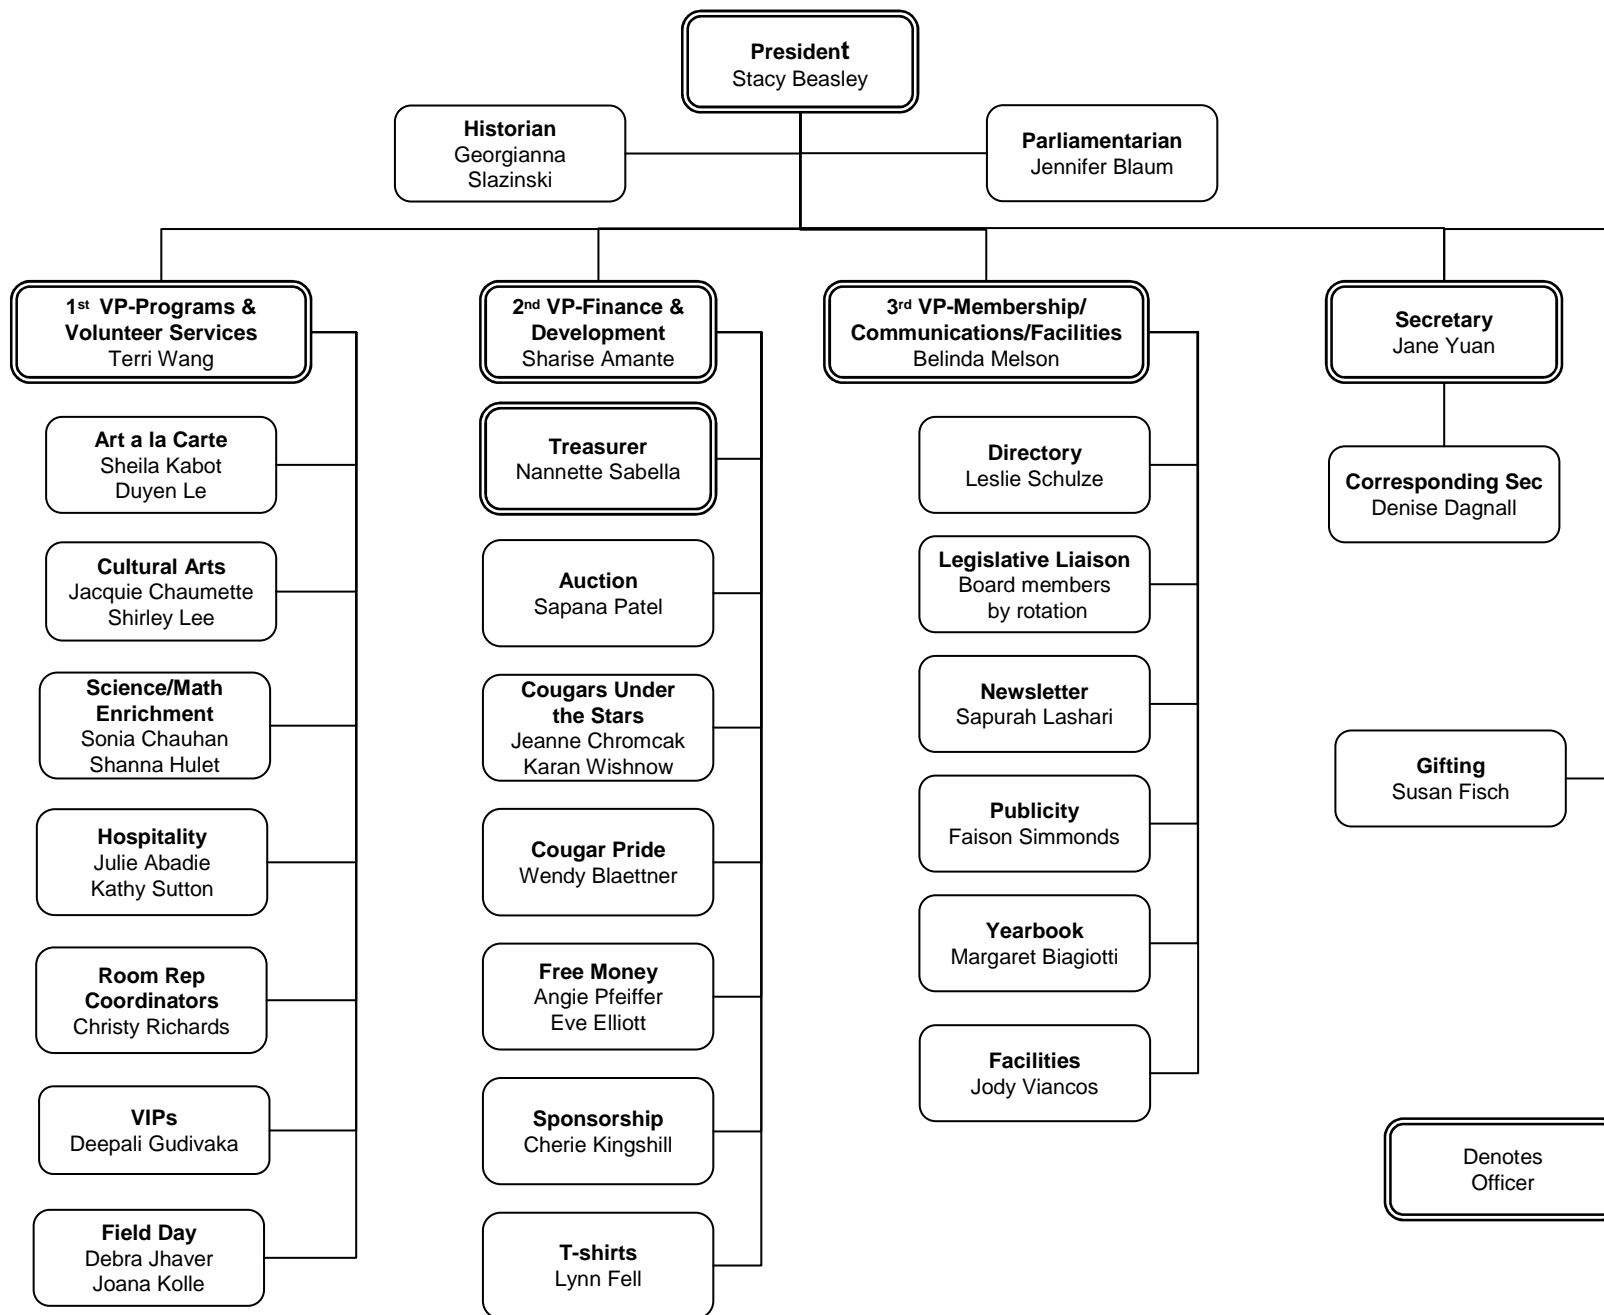 President
Stacy Beasley
Historian
Georgianna
Slazinski
Parliamentarian
Jennifer Blaum
1st VP-Programs &
Volunteer Services
Terri Wang
Art a la Carte
Sheila Kabot
Duyen Le
Cultural Arts
Jacquie Chaumette
Shirley Lee
Science/Math
Enrichment
Sonia Chauhan
Shanna Hulet
Hospitality
Julie Abadie
Kathy Sutton
Room Rep
Coordinators
Christy Richards
VIPs
Deepali Gudivaka
Field Day
Debra Jhaver
Joana Kolle
2nd VP-Finance &
Development
Sharise Amante
Treasurer
Nannette Sabella
Auction
Sapana Patel
Cougars Under
the Stars
Jeanne Chromcak
Karan Wishnow
Cougar Pride
Wendy Blaettner
Free Money
Angie Pfeiffer
Eve Elliott
Sponsorship
Cherie Kingshill
T-shirts
Lynn Fell
3rd VP-Membership/
Communications/Facilities
Belinda Melson
Directory
Leslie Schulze
Legislative Liaison
Board members
by rotation
Newsletter
Sapurah Lashari
Publicity
Faison Simmonds
Yearbook
Margaret Biagiotti
Facilities
Jody Viancos
Secretary
Jane Yuan
Corresponding Sec
Denise Dagnall
Gifting
Susan Fisch
Denotes
Officer